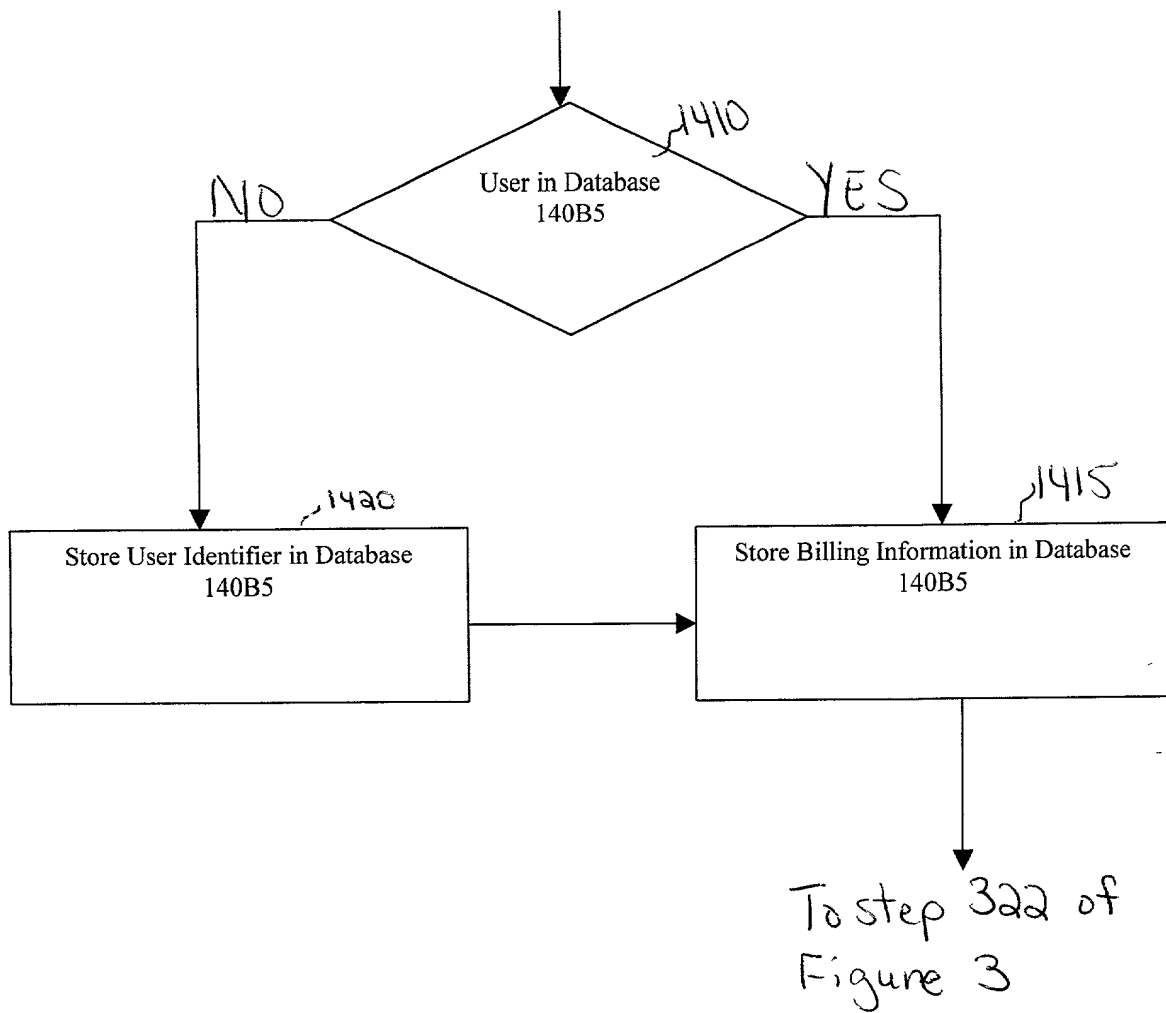 1410
User in Database
140B5
NO
YES
1420
Store User Identifier in Database
140B5
1415
Store Billing Information in Database
140B5
To step 322 of
Figure 3